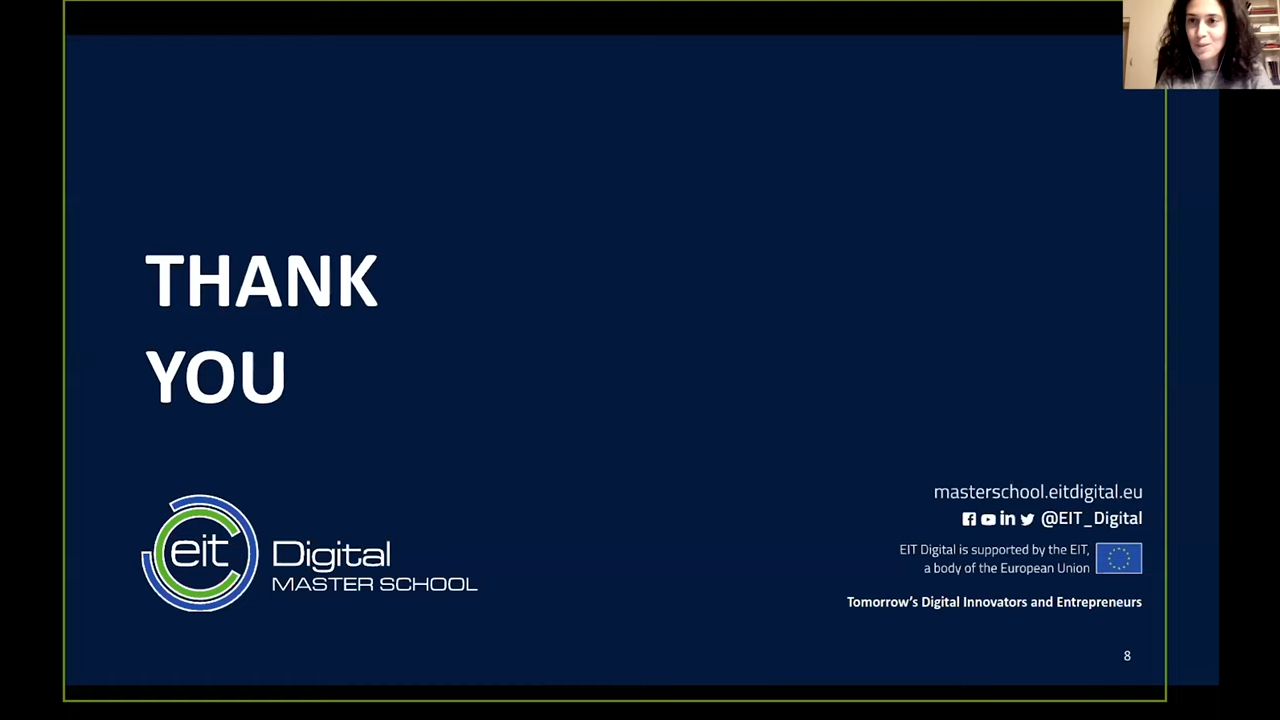 THANK
YOU
eit Digital
MASTER SCHOOL
masterschool.eitdigital.eu
@EIT_Digital
EIT Digital is supported by the EIT,
a body of the European Union
Tomorrow's Digital Innovators and Entrepreneurs
8